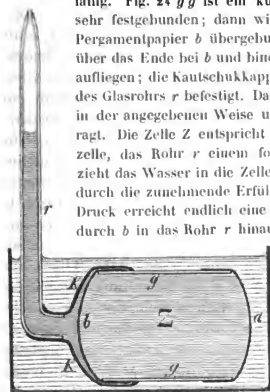 lang. Fig. 24 g g ist ein ku
sehr festgebunden; dann wi
Pergamentpapier b übergebu
über das Ende bei b und bin
aufliegen; die Kautschukkapp
des Glasrohrs r befestigt. Da
in der angegebenen Weise u
ragt. Die Zelle Z entspricht
zelle, das Rohr r einem fo
zieht das Wasser in die Zelle
durch die zunehmende Erfül
Druck erreicht endlich eine
durch b in das Rohr r hinau
r
k
g
b
Z
a
k
g